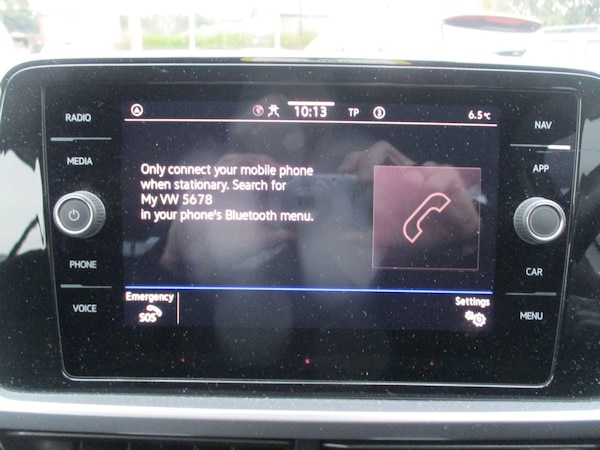 10:13 TP 6.5°C
RADIO
NAV
MEDIA
APP
Only connect your mobile phone
when stationary. Search for
My VW 5678
in your phone's Bluetooth menu.
PHONE
CAR
Emergency
SOS
Settings
VOICE
MENU